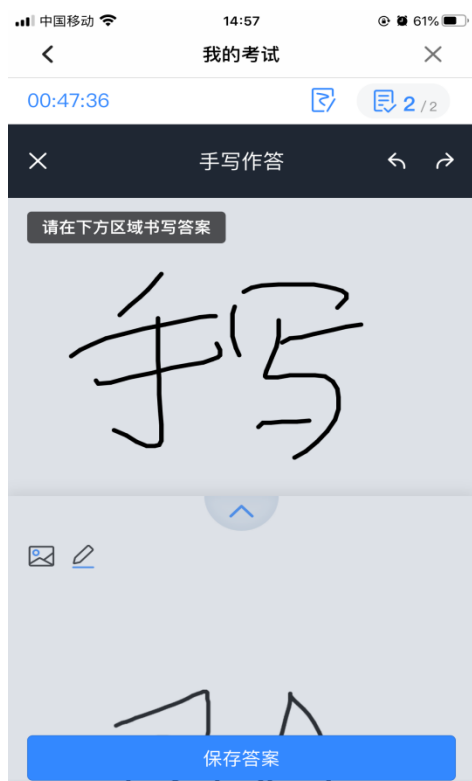 中国移动 14:57 61%
我的考试
00:47:36 2/2
手写作答
请在下方区域书写答案
手写
保存答案